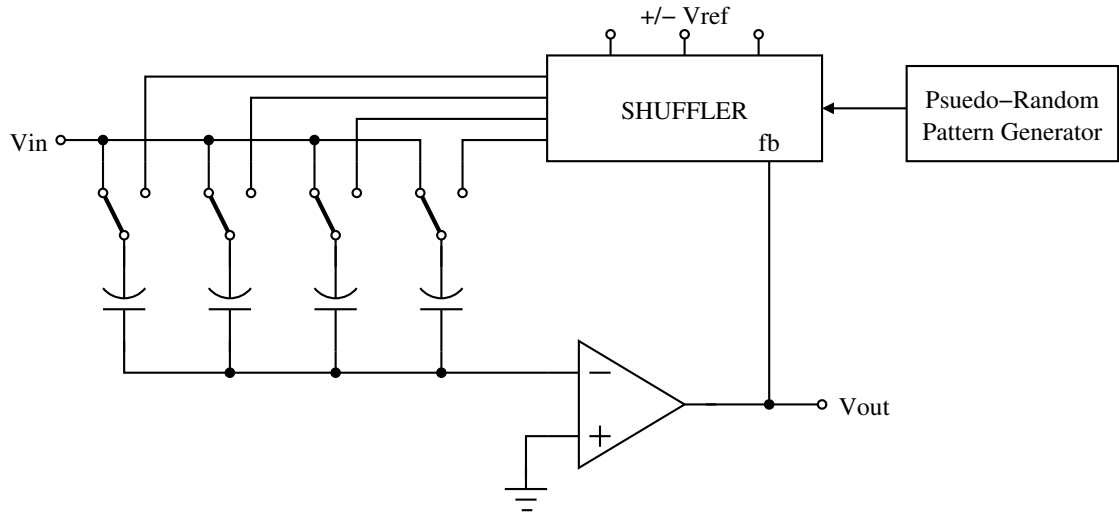 +/− Vref
SHUFFLER
fb
Psuedo−Random
Pattern Generator
Vin
Vout